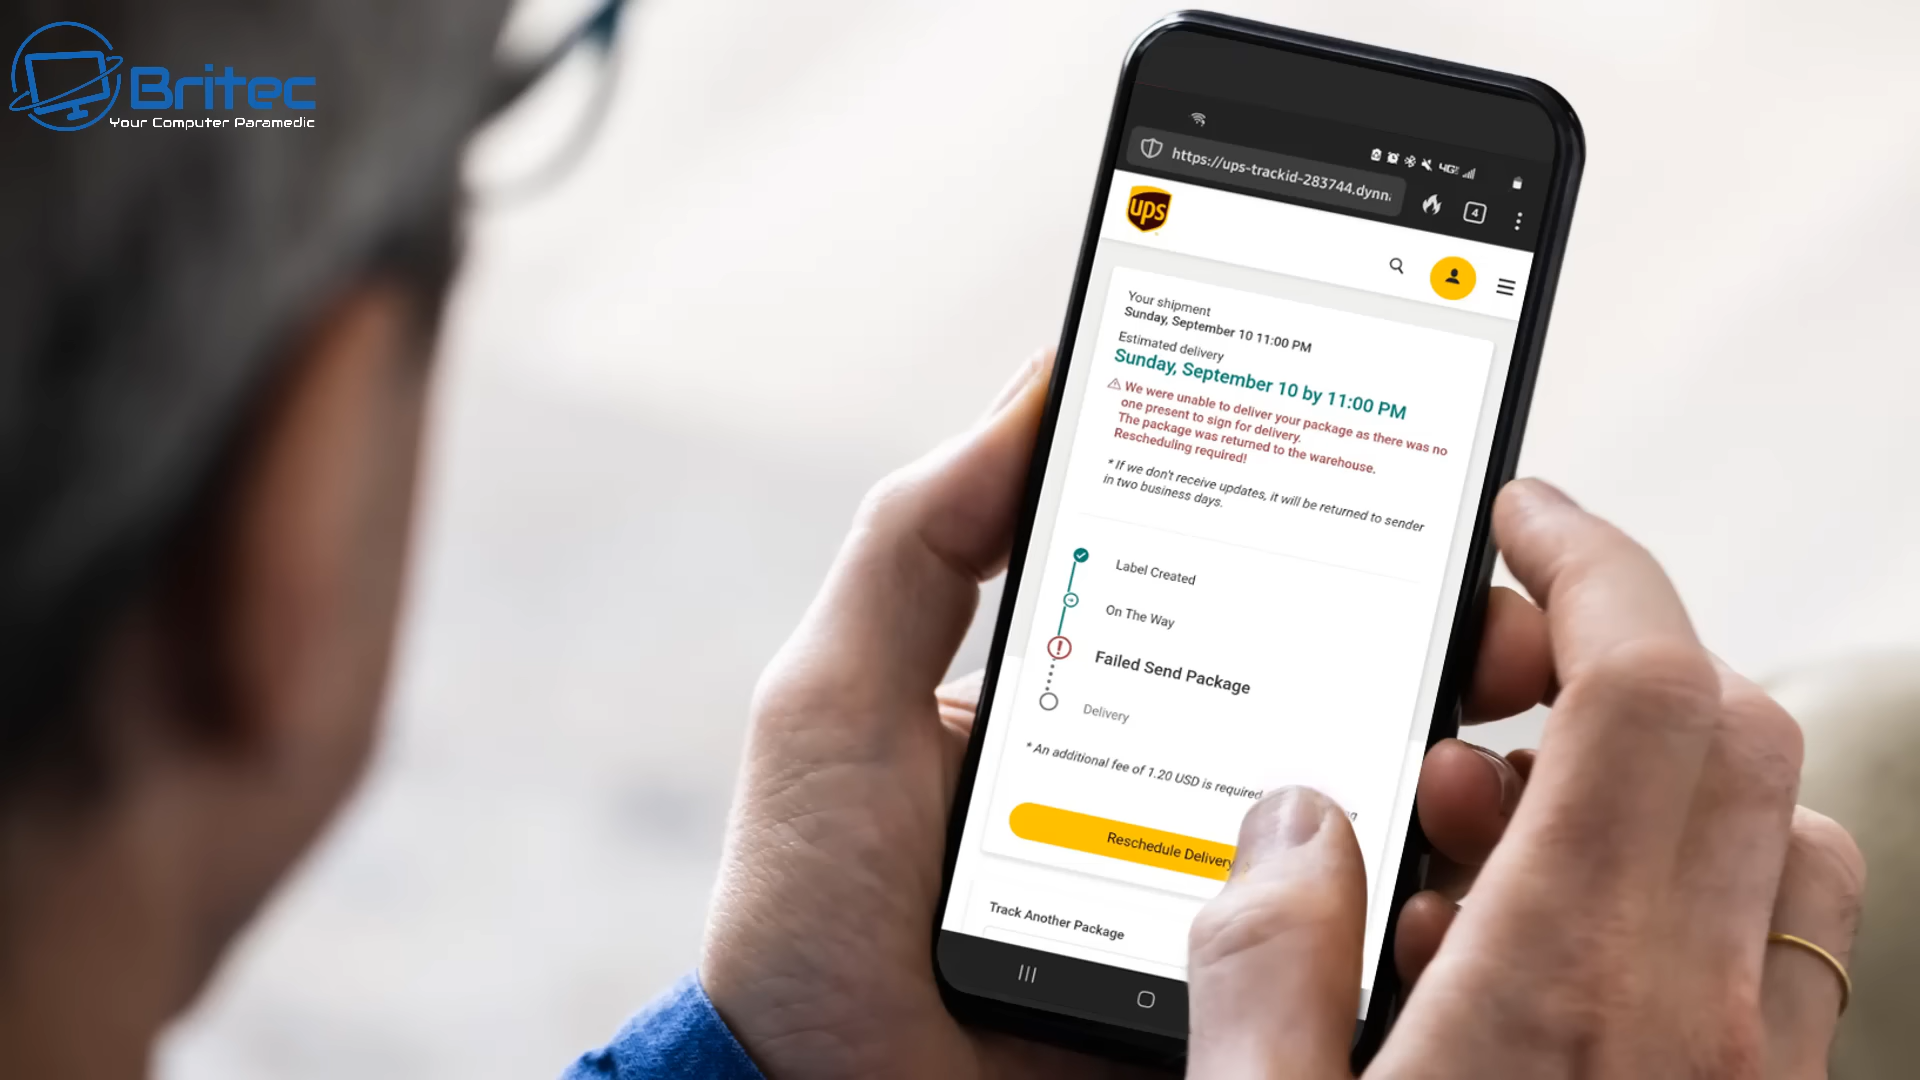 Britec
Your Computer Paramedic
4G
https://ups-trackid-283744.dynn
4
ups
Your shipment
Sunday, September 10 11:00 PM
Estimated delivery
Sunday, September 10 by 11:00 PM
We were unable to deliver your package as there was no
one present to sign for delivery.
The package was returned to the warehouse.
Rescheduling required!
* If we don't receive updates, it will be returned to sender
in two business days.
Label Created
On The Way
Failed Send Package
Delivery
* An additional fee of 1.20 USD is required
Reschedule Delivery
Track Another Package